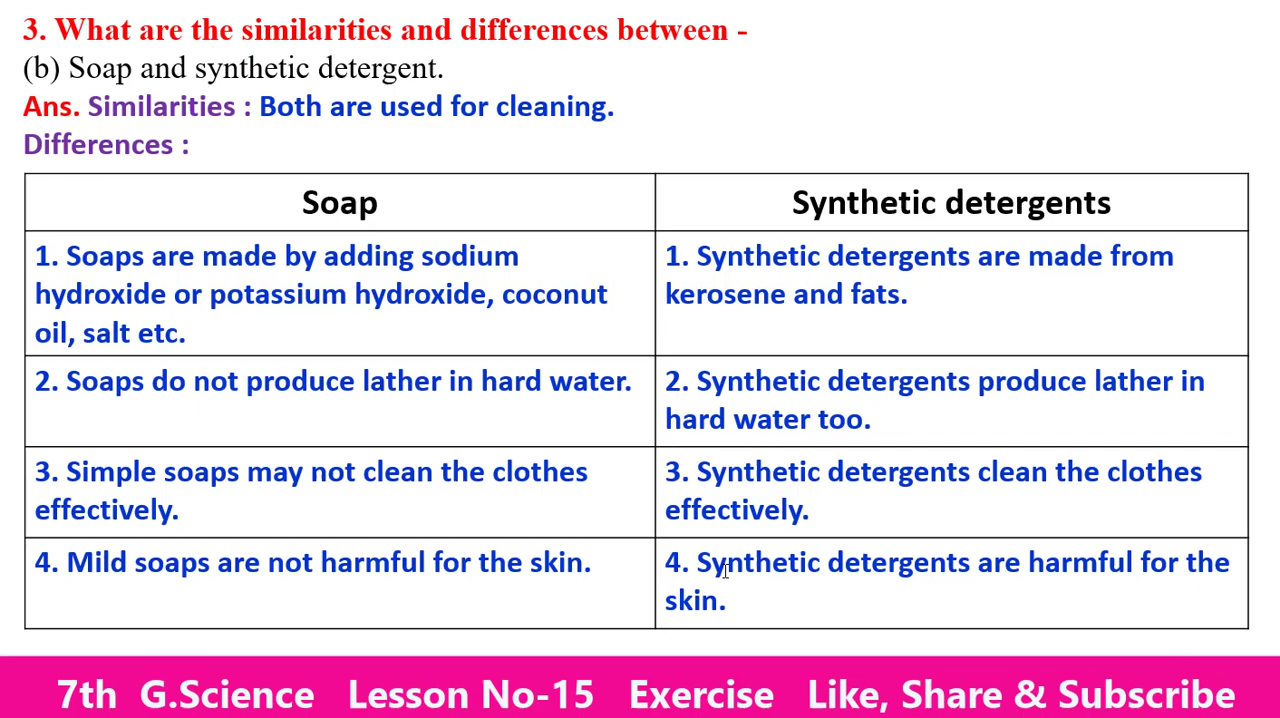 3. What are the similarities and differences between -
(b) Soap and synthetic detergent.
Ans. Similarities : Both are used for cleaning.
Differences :
Soap
Synthetic detergents
1. Soaps are made by adding sodium
hydroxide or potassium hydroxide, coconut
oil, salt etc.
1. Synthetic detergents are made from
kerosene and fats.
2. Soaps do not produce lather in hard water.
2. Synthetic detergents produce lather in
hard water too.
3. Simple soaps may not clean the clothes
effectively.
3. Synthetic detergents clean the clothes
effectively.
4. Mild soaps are not harmful for the skin.
4. Synthetic detergents are harmful for the
skin.
7th G.Science Lesson No-15 Exercise Like, Share & Subscribe